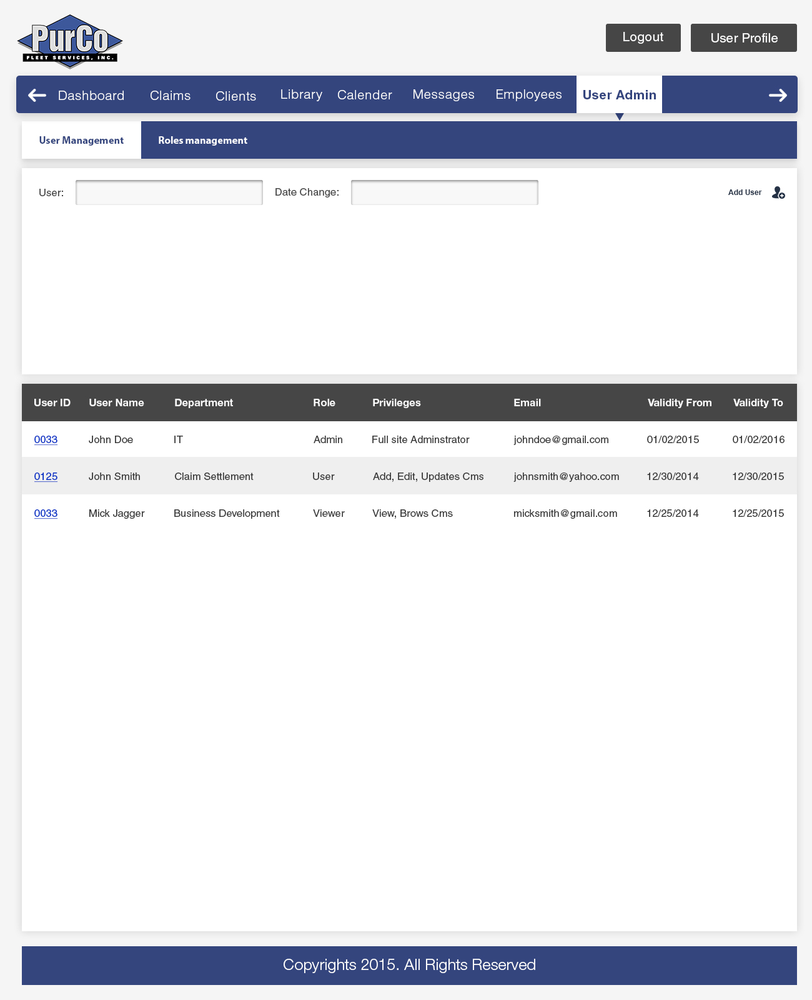 PurCo
FLEET SERVICES, INC.
Logout User Profile
Dashboard Claims Clients Library Calender Messages Employees User Admin
User Management Roles management
User: Date Change: Add User
User ID User Name Department Role Privileges Email Validity From Validity To
0033 John Doe IT Admin Full site Adminstrator johndoe@gmail.com 01/02/2015 01/02/2016
0125 John Smith Claim Settlement User Add, Edit, Updates Cms johnsmith@yahoo.com 12/30/2014 12/30/2015
0033 Mick Jagger Business Development Viewer View, Brows Cms micksmith@gmail.com 12/25/2014 12/25/2015
Copyrights 2015. All Rights Reserved